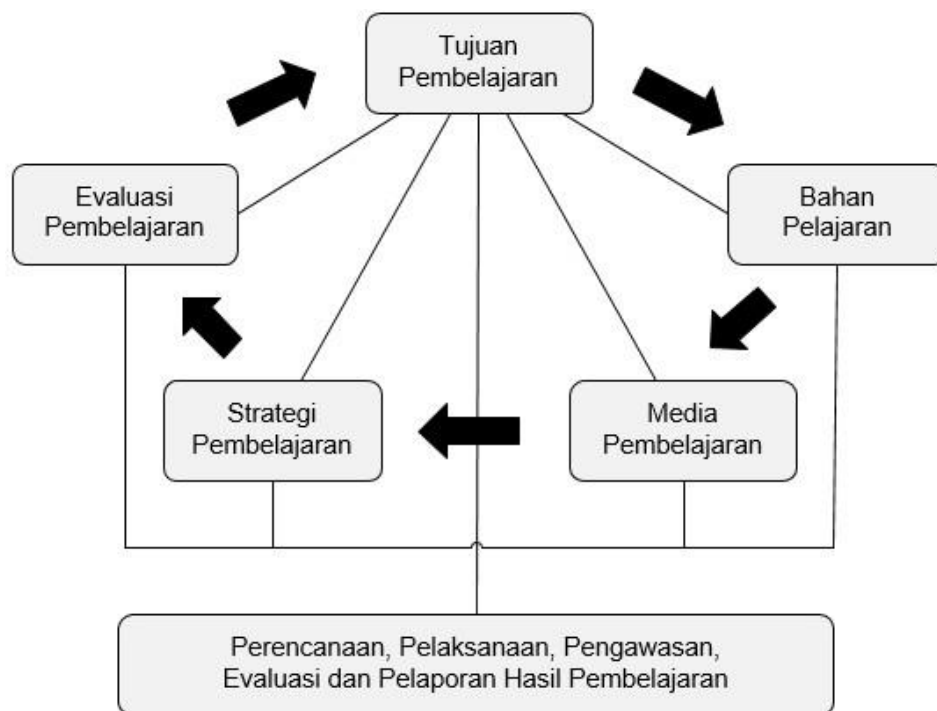 Tujuan
Pembelajaran
Evaluasi
Pembelajaran
Bahan
Pelajaran
Strategi
Pembelajaran
Media
Pembelajaran
Perencanaan, Pelaksanaan, Pengawasan,
Evaluasi dan Pelaporan Hasil Pembelajaran